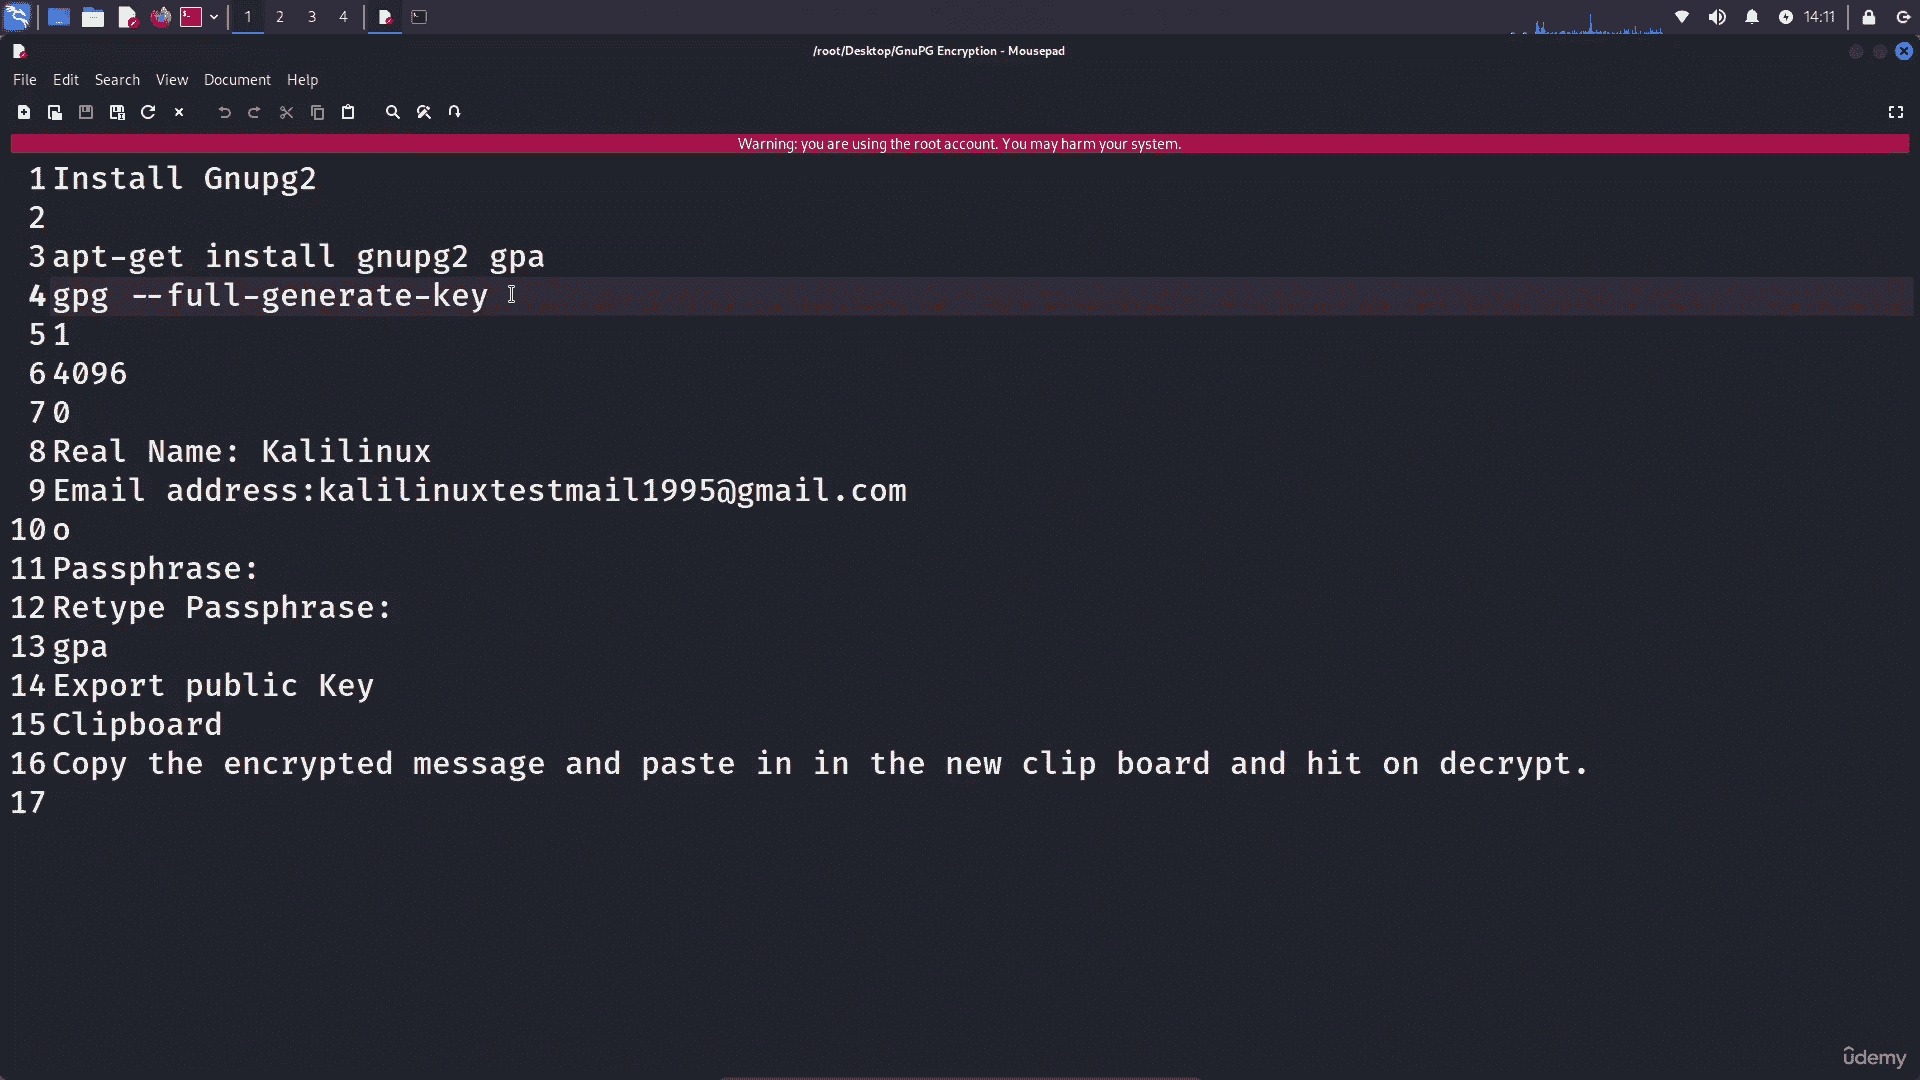 1 2 3 4 14:11
/root/Desktop/GnuPG Encryption - Mousepad
File Edit Search View Document Help
Warning: you are using the root account. You may harm your system.
1 Install Gnupg2
2
3 apt-get install gnupg2 gpa
4 gpg --full-generate-key
5 1
6 4096
7 0
8 Real Name: Kalilinux
9 Email address:kalilinuxtestmail1995@gmail.com
10 o
11 Passphrase:
12 Retype Passphrase:
13 gpa
14 Export public Key
15 Clipboard
16 Copy the encrypted message and paste in in the new clip board and hit on decrypt.
17
ûdemy